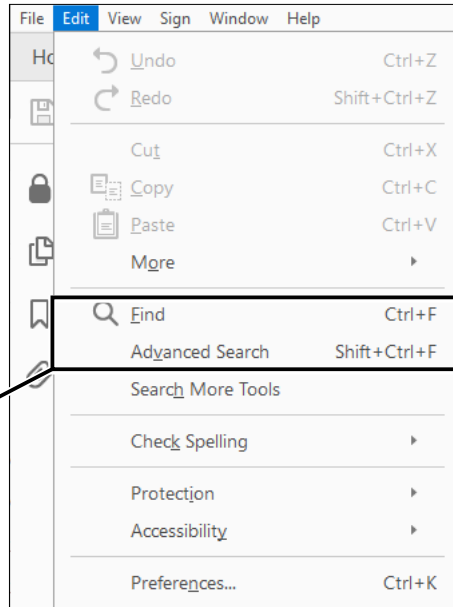 File Edit View Sign Window Help
Ho
Undo Ctrl+Z
Redo Shift+Ctrl+Z
Cut Ctrl+X
Copy Ctrl+C
Paste Ctrl+V
More
Find Ctrl+F
Advanced Search Shift+Ctrl+F
Search More Tools
Check Spelling
Protection
Accessibility
Preferences... Ctrl+K